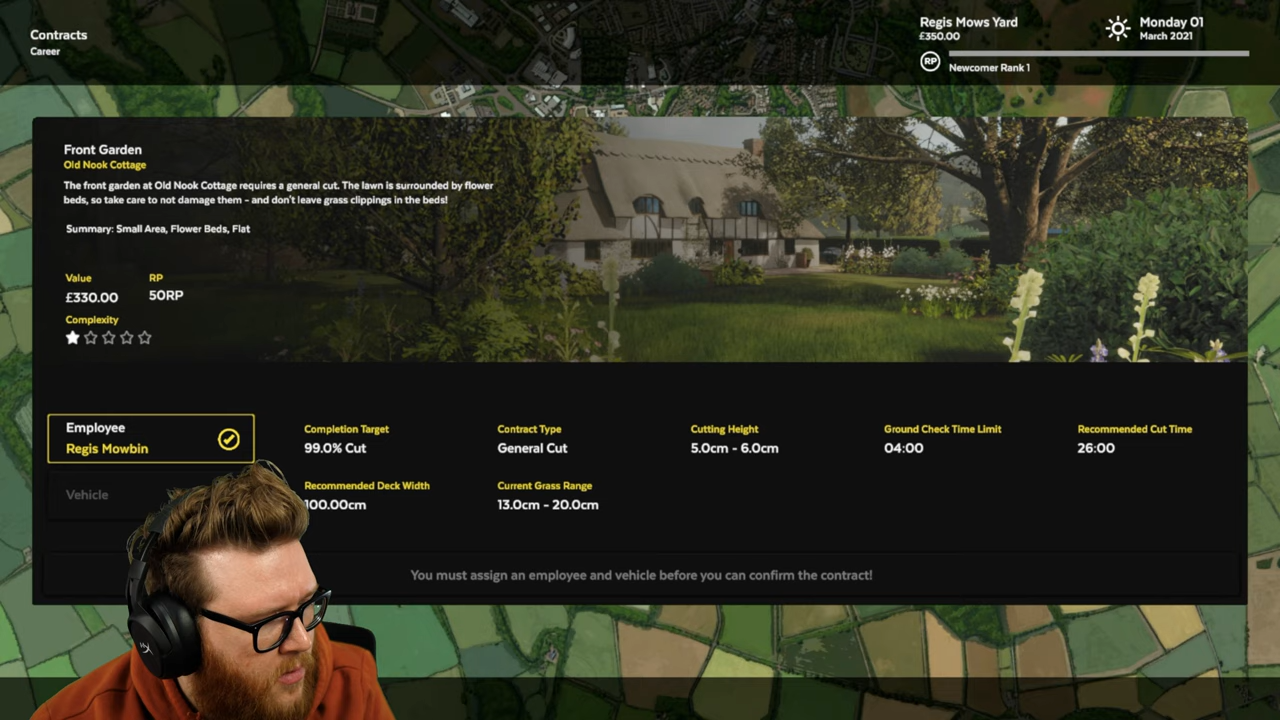 Contracts
Career
Regis Mows Yard
£350.00
Monday 01
March 2021
RP
Newcomer Rank 1
Front Garden
Old Nook Cottage
The front garden at Old Nook Cottage requires a general cut. The lawn is surrounded by flower
beds, so take care to not damage them - and don't leave grass clippings in the beds!
Summary: Small Area, Flower Beds, Flat
Value
£330.00
RP
50RP
Complexity
Employee
Regis Mowbin
Vehicle
Completion Target
99.0% Cut
Contract Type
General Cut
Cutting Height
5.0cm - 6.0cm
Ground Check Time Limit
04:00
Recommended Cut Time
26:00
Recommended Deck Width
100.00cm
Current Grass Range
13.0cm - 20.0cm
You must assign an employee and vehicle before you can confirm the contract!